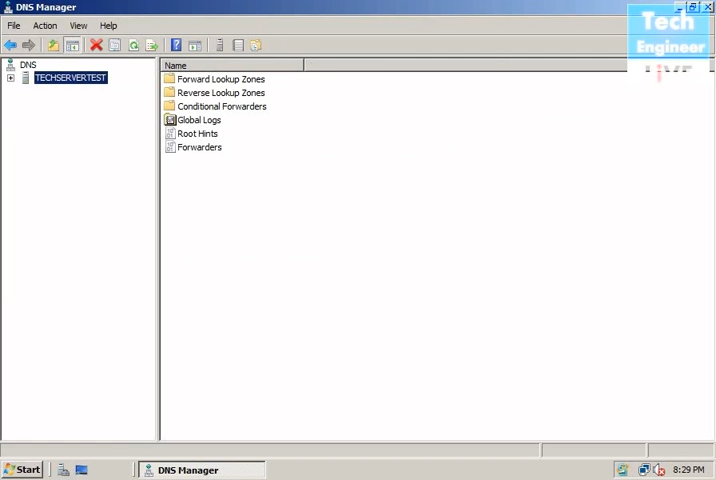 DNS Manager
File Action View Help
Tech
Engineer
DNS
TECHSERVERTEST
Name
Forward Lookup Zones
Reverse Lookup Zones
Conditional Forwarders
Global Logs
Root Hints
Forwarders
Start
DNS Manager
8:29 PM